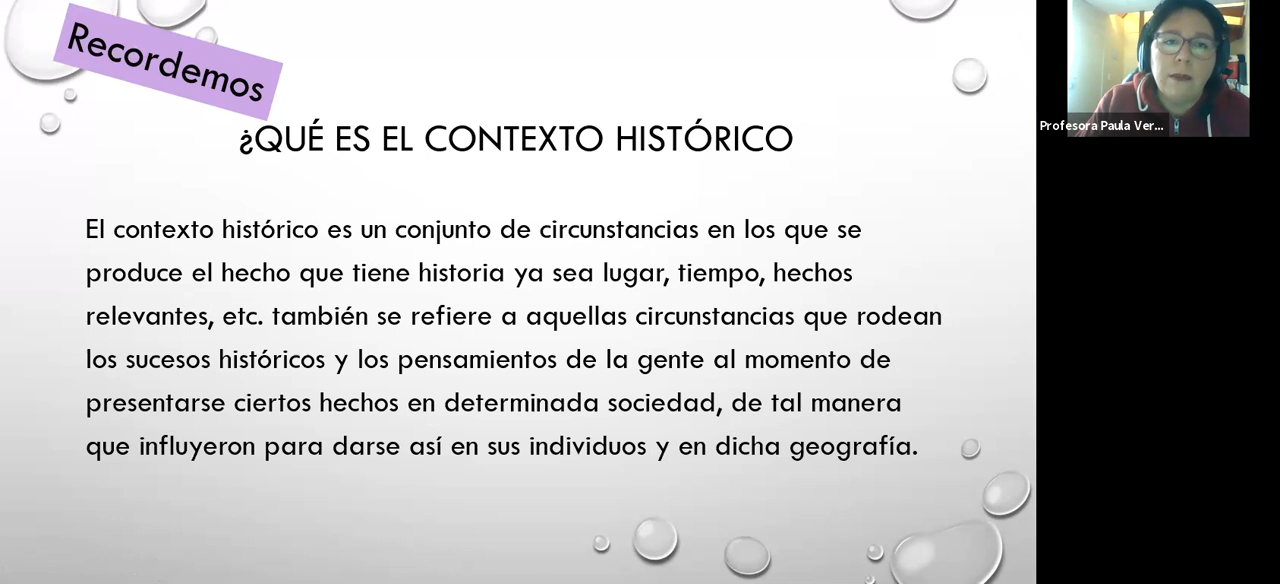 Recordemos
¿QUÉ ES EL CONTEXTO HISTÓRICO
El contexto histórico es un conjunto de circunstancias en los que se
produce el hecho que tiene historia ya sea lugar, tiempo, hechos
relevantes, etc. también se refiere a aquellas circunstancias que rodean
los sucesos históricos y los pensamientos de la gente al momento de
presentarse ciertos hechos en determinada sociedad, de tal manera
que influyeron para darse así en sus individuos y en dicha geografía.
Profesora Paula Ver...